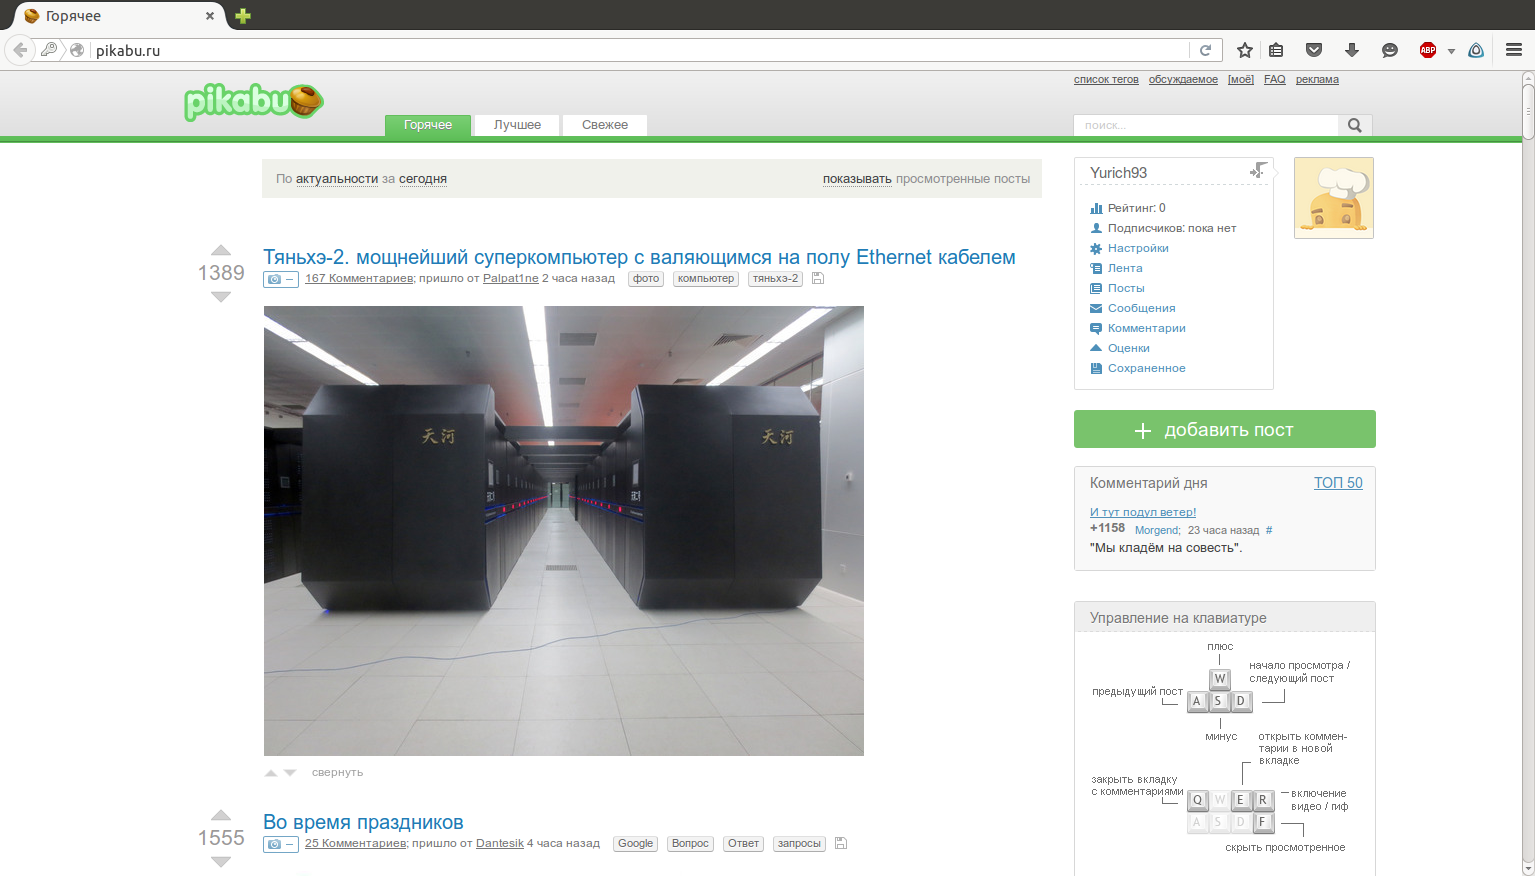 Горячее
pikabu.ru
ABP
список тегов обсуждаемое [моё] FAQ реклама
pikabu
Горячее Лучшее Свежее
поиск...
По актуальности за сегодня
показывать просмотренные посты
1389
Тяньхэ-2. мощнейший суперкомпьютер с валяющимся на полу Ethernet кабелем
167 Комментариев; пришло от Palpat1ne 2 часа назад фото компьютер тяньхэ-2
天河
天河
свернуть
1555
Во время праздников
25 Комментариев; пришло от Dantesik 4 часа назад Google Вопрос Ответ запросы
Yurich93
Рейтинг: 0
Подписчиков: пока нет
Настройки
Лента
Посты
Сообщения
Комментарии
Оценки
Сохраненное
добавить пост
Комментарий дня ТОП 50
И тут подул ветер!
+1158 Morgend; 23 часа назад #
"Мы кладём на совесть".
Управление на клавиатуре
плюс
начало просмотра /
следующий пост
W
предыдущий пост
A S D
минус
открыть коммен-
тарии в новой
вкладке
закрыть вкладку
с комментариями
Q W E R
включение
видео / гиф
A S D F
скрыть просмотренное